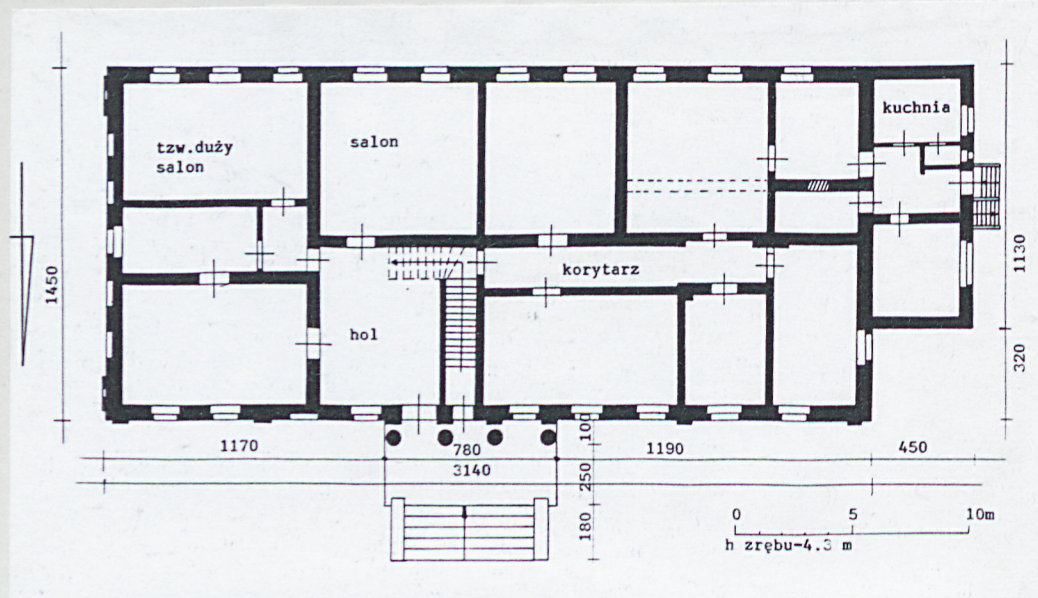 kuchnia
tzw.duży
salon
salon
korytarz
hol
1450
1130
320
1170
780
1190
450
3140
100
250
180
0 5 10m
h zrębu-4.3 m